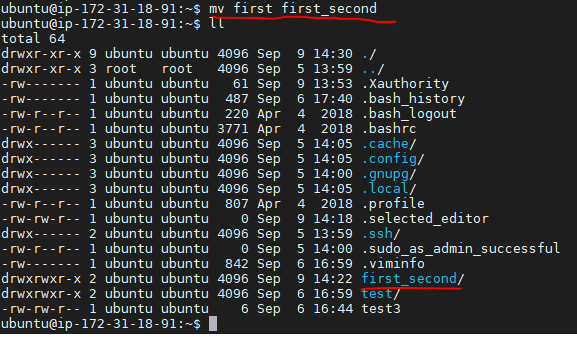 ubuntu@ip-172-31-18-91:~$ mv first first_second
ubuntu@ip-172-31-18-91:~$ ll
total 64
drwxr-xr-x 9 ubuntu ubuntu 4096 Sep  9 14:30 ./
drwxr-xr-x 3 root   root   4096 Sep  5 13:59 ../
-rw------- 1 ubuntu ubuntu   61 Sep  9 13:53 .Xauthority
-rw------- 1 ubuntu ubuntu  487 Sep  6 17:40 .bash_history
-rw-r--r-- 1 ubuntu ubuntu  220 Apr  4  2018 .bash_logout
-rw-r--r-- 1 ubuntu ubuntu 3771 Apr  4  2018 .bashrc
drwx------ 3 ubuntu ubuntu 4096 Sep  5 14:05 .cache/
drwx------ 3 ubuntu ubuntu 4096 Sep  5 14:05 .config/
drwx------ 3 ubuntu ubuntu 4096 Sep  5 14:00 .gnupg/
drwx------ 3 ubuntu ubuntu 4096 Sep  5 14:05 .local/
-rw-r--r-- 1 ubuntu ubuntu  807 Apr  4  2018 .profile
-rw-rw-r-- 1 ubuntu ubuntu    0 Sep  9 14:18 .selected_editor
drwx------ 2 ubuntu ubuntu 4096 Sep  5 13:59 .ssh/
-rw-r--r-- 1 ubuntu ubuntu    0 Sep  5 14:00 .sudo_as_admin_successful
-rw------- 1 ubuntu ubuntu  842 Sep  6 16:59 .viminfo
drwxrwxr-x 2 ubuntu ubuntu 4096 Sep  9 14:22 first_second/
drwxrwxr-x 2 ubuntu ubuntu 4096 Sep  6 16:59 test/
-rw-rw-r-- 1 ubuntu ubuntu    6 Sep  6 16:44 test3
ubuntu@ip-172-31-18-91:~$